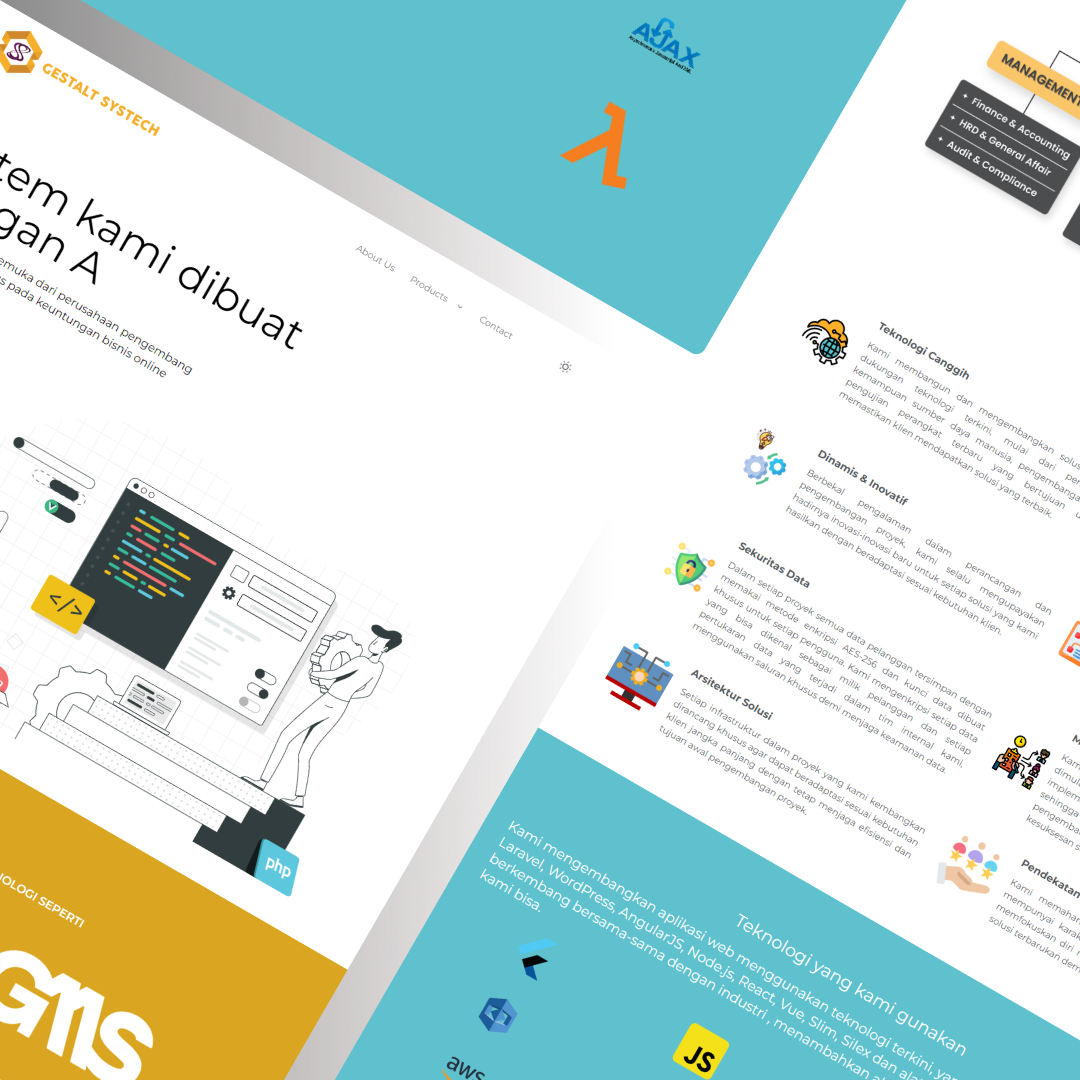 GESTALT SYSTECH
About Us
Products
Contact
tem kami dibuat
gan A
emuka dari perusahaan pengembang
s pada keuntungan bisnis online
</>
php
NOLOGI SEPERTI
GMS
AJAX
MANAGEMENT
Finance & Accounting
HRD & General Affair
Audit & Compliance
Teknologi Canggih
Kami membangun dan mengembangkan solus
dukungan teknologi terkini, mulai dari per
kemampuan sumber daya manusia, pengembanga
pengujian perangkat terbaru yang bertujuan u
memastikan klien mendapatkan solusi yang terbaik.
Dinamis & Inovatif
Berbekal pengalaman dalam perancangan dan
pengembangan proyek, kami selalu mengupayakan
hadirnya inovasi-inovasi baru untuk setiap solusi yang kami
hasilkan dengan beradaptasi sesuai kebutuhan klien.
Sekuritas Data
Dalam setiap proyek semua data pelanggan tersimpan dengan
memakai metode enkripsi AES-256 dan kunci data dibuat
khusus untuk setiap pengguna. Kami mengenkripsi setiap data
yang bisa dikenal sebagai milik pelanggan dan setiap
pertukaran data yang terjadi dalam tim internal kami,
menggunakan saluran khusus demi menjaga keamanan data.
Arsitektur Solusi
Setiap infrastruktur dalam proyek yang kami kembangkan
dirancang khusus agar dapat beradaptasi sesuai kebutuhan
klien jangka panjang dengan tetap menjaga efisiensi dan
tujuan awal pengembangan proyek.
M
Kam
dimul
implem
sehingga
pengemba
kesuksesan s
Pendekatan
Kami memahan
mempunyai karak
memfokuskan diri n
solusi terbarukan dem
Teknologi yang kami gunakan
Kami mengembangkan aplikasi web menggunakan teknologi terkini, yan
Laravel, WordPress, AngularJS, Node.js, React, Vue, Slim, Silex dan ala
berkembang bersama-sama dengan industri , menambahkan al
kami bisa.
aws
JS